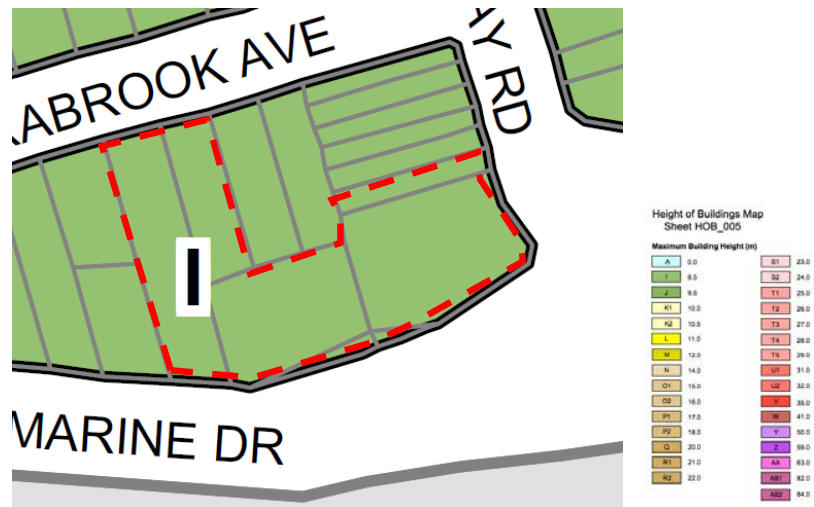 RABROOK AVE
AY RD
I
MARINE DR
Height of Buildings Map
Sheet HOB_005
Maximum Building Height (m)
A 0.0
I 8.5
J 9.5
K1 10.0
K2 10.5
L 11.0
M 12.0
N 14.0
O1 15.0
O2 16.0
P1 17.0
P2 18.0
Q 20.0
R1 21.0
R2 22.0
S1 23.0
S2 24.0
T1 25.0
T2 26.0
T3 27.0
T4 28.0
T5 29.0
U1 31.0
U2 32.0
V 35.0
W 41.0
Y 50.0
Z 59.0
AA 63.0
AB1 82.0
AB2 84.0